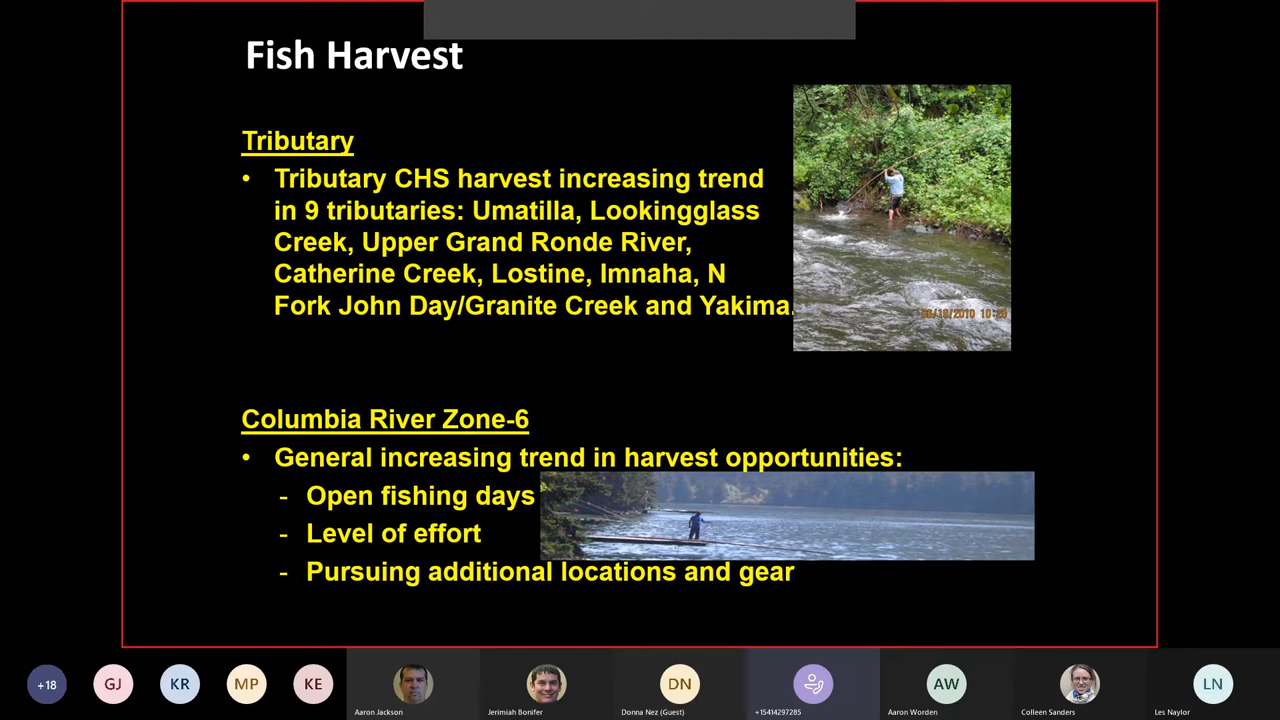 Fish Harvest
Tributary
• Tributary CHS harvest increasing trend
in 9 tributaries: Umatilla, Lookingglass
Creek, Upper Grand Ronde River,
Catherine Creek, Lostine, Imnaha, N
Fork John Day/Granite Creek and Yakima.
Columbia River Zone-6
• General increasing trend in harvest opportunities:
- Open fishing days
- Level of effort
- Pursuing additional locations and gear
+18
GJ
KR
MP
KE
Aaron Jackson
Jerimiah Bonifer
DN
Donna Nez (Guest)
+15414297285
AW
Aaron Worden
Colleen Sanders
LN
Les Naylor